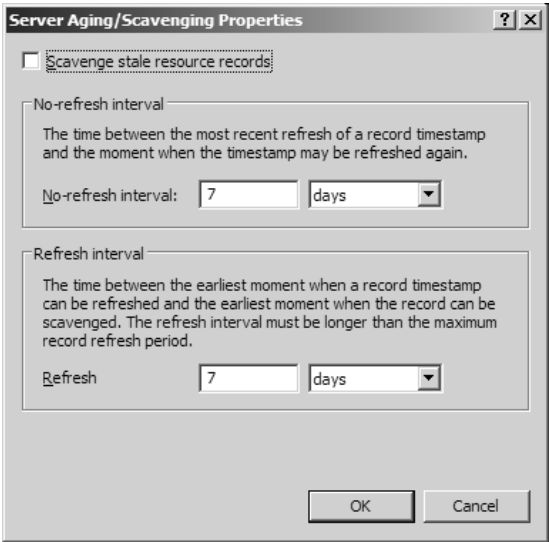 Server Aging/Scavenging Properties
Scavenge stale resource records
No-refresh interval
The time between the most recent refresh of a record timestamp
and the moment when the timestamp may be refreshed again.
No-refresh interval: 7 days
Refresh interval
The time between the earliest moment when a record timestamp
can be refreshed and the earliest moment when the record can be
scavenged. The refresh interval must be longer than the maximum
record refresh period.
Refresh 7 days
OK Cancel